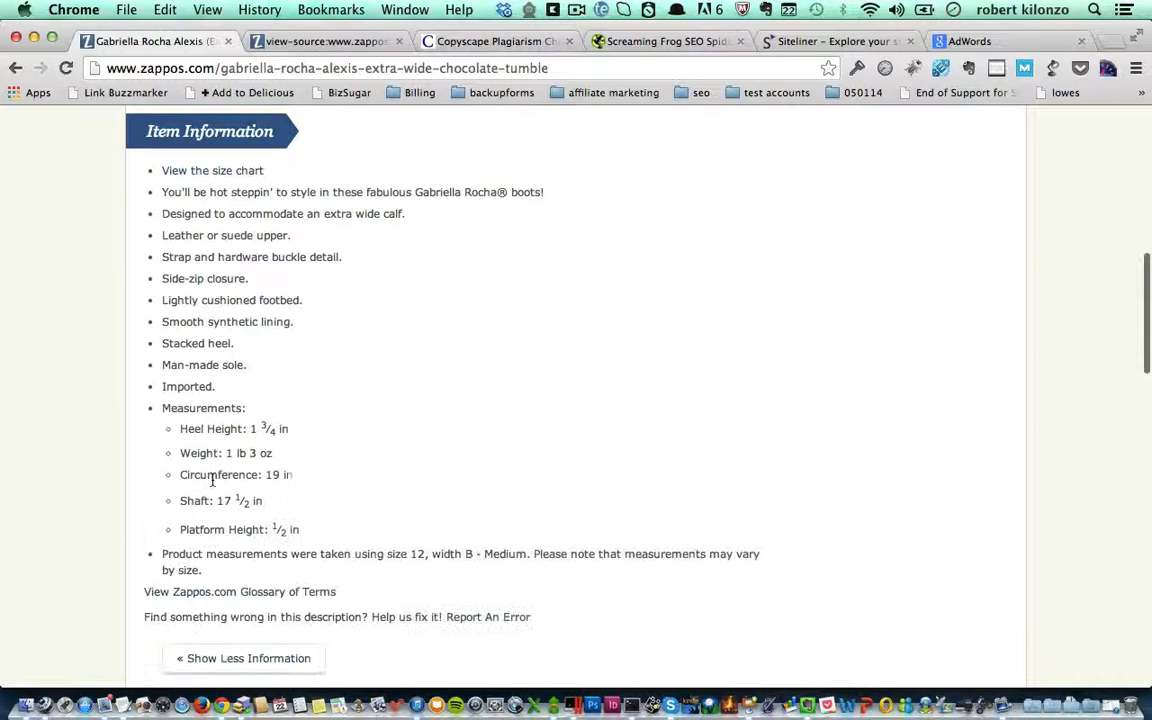 Chrome File Edit View History Bookmarks Window Help 6 robert kilonzo
Gabriella Rocha Alexis (Ex view-source:www.zappos Copyscape Plagiarism Ch Screaming Frog SEO Spid Siteliner – Explore your s AdWords
www.zappos.com/gabriella-rocha-alexis-extra-wide-chocolate-tumble
Apps Link Buzzmarker + Add to Delicious BizSugar Billing backupforms affiliate marketing seo test accounts 050114 End of Support for lowes »
Item Information
• View the size chart
• You'll be hot steppin' to style in these fabulous Gabriella Rocha® boots!
• Designed to accommodate an extra wide calf.
• Leather or suede upper.
• Strap and hardware buckle detail.
• Side-zip closure.
• Lightly cushioned footbed.
• Smooth synthetic lining.
• Stacked heel.
• Man-made sole.
• Imported.
• Measurements:
◦ Heel Height: 1 3/4 in
◦ Weight: 1 lb 3 oz
◦ Circumference: 19 in
◦ Shaft: 17 1/2 in
◦ Platform Height: 1/2 in
• Product measurements were taken using size 12, width B - Medium. Please note that measurements may vary
by size.
View Zappos.com Glossary of Terms
Find something wrong in this description? Help us fix it! Report An Error
« Show Less Information